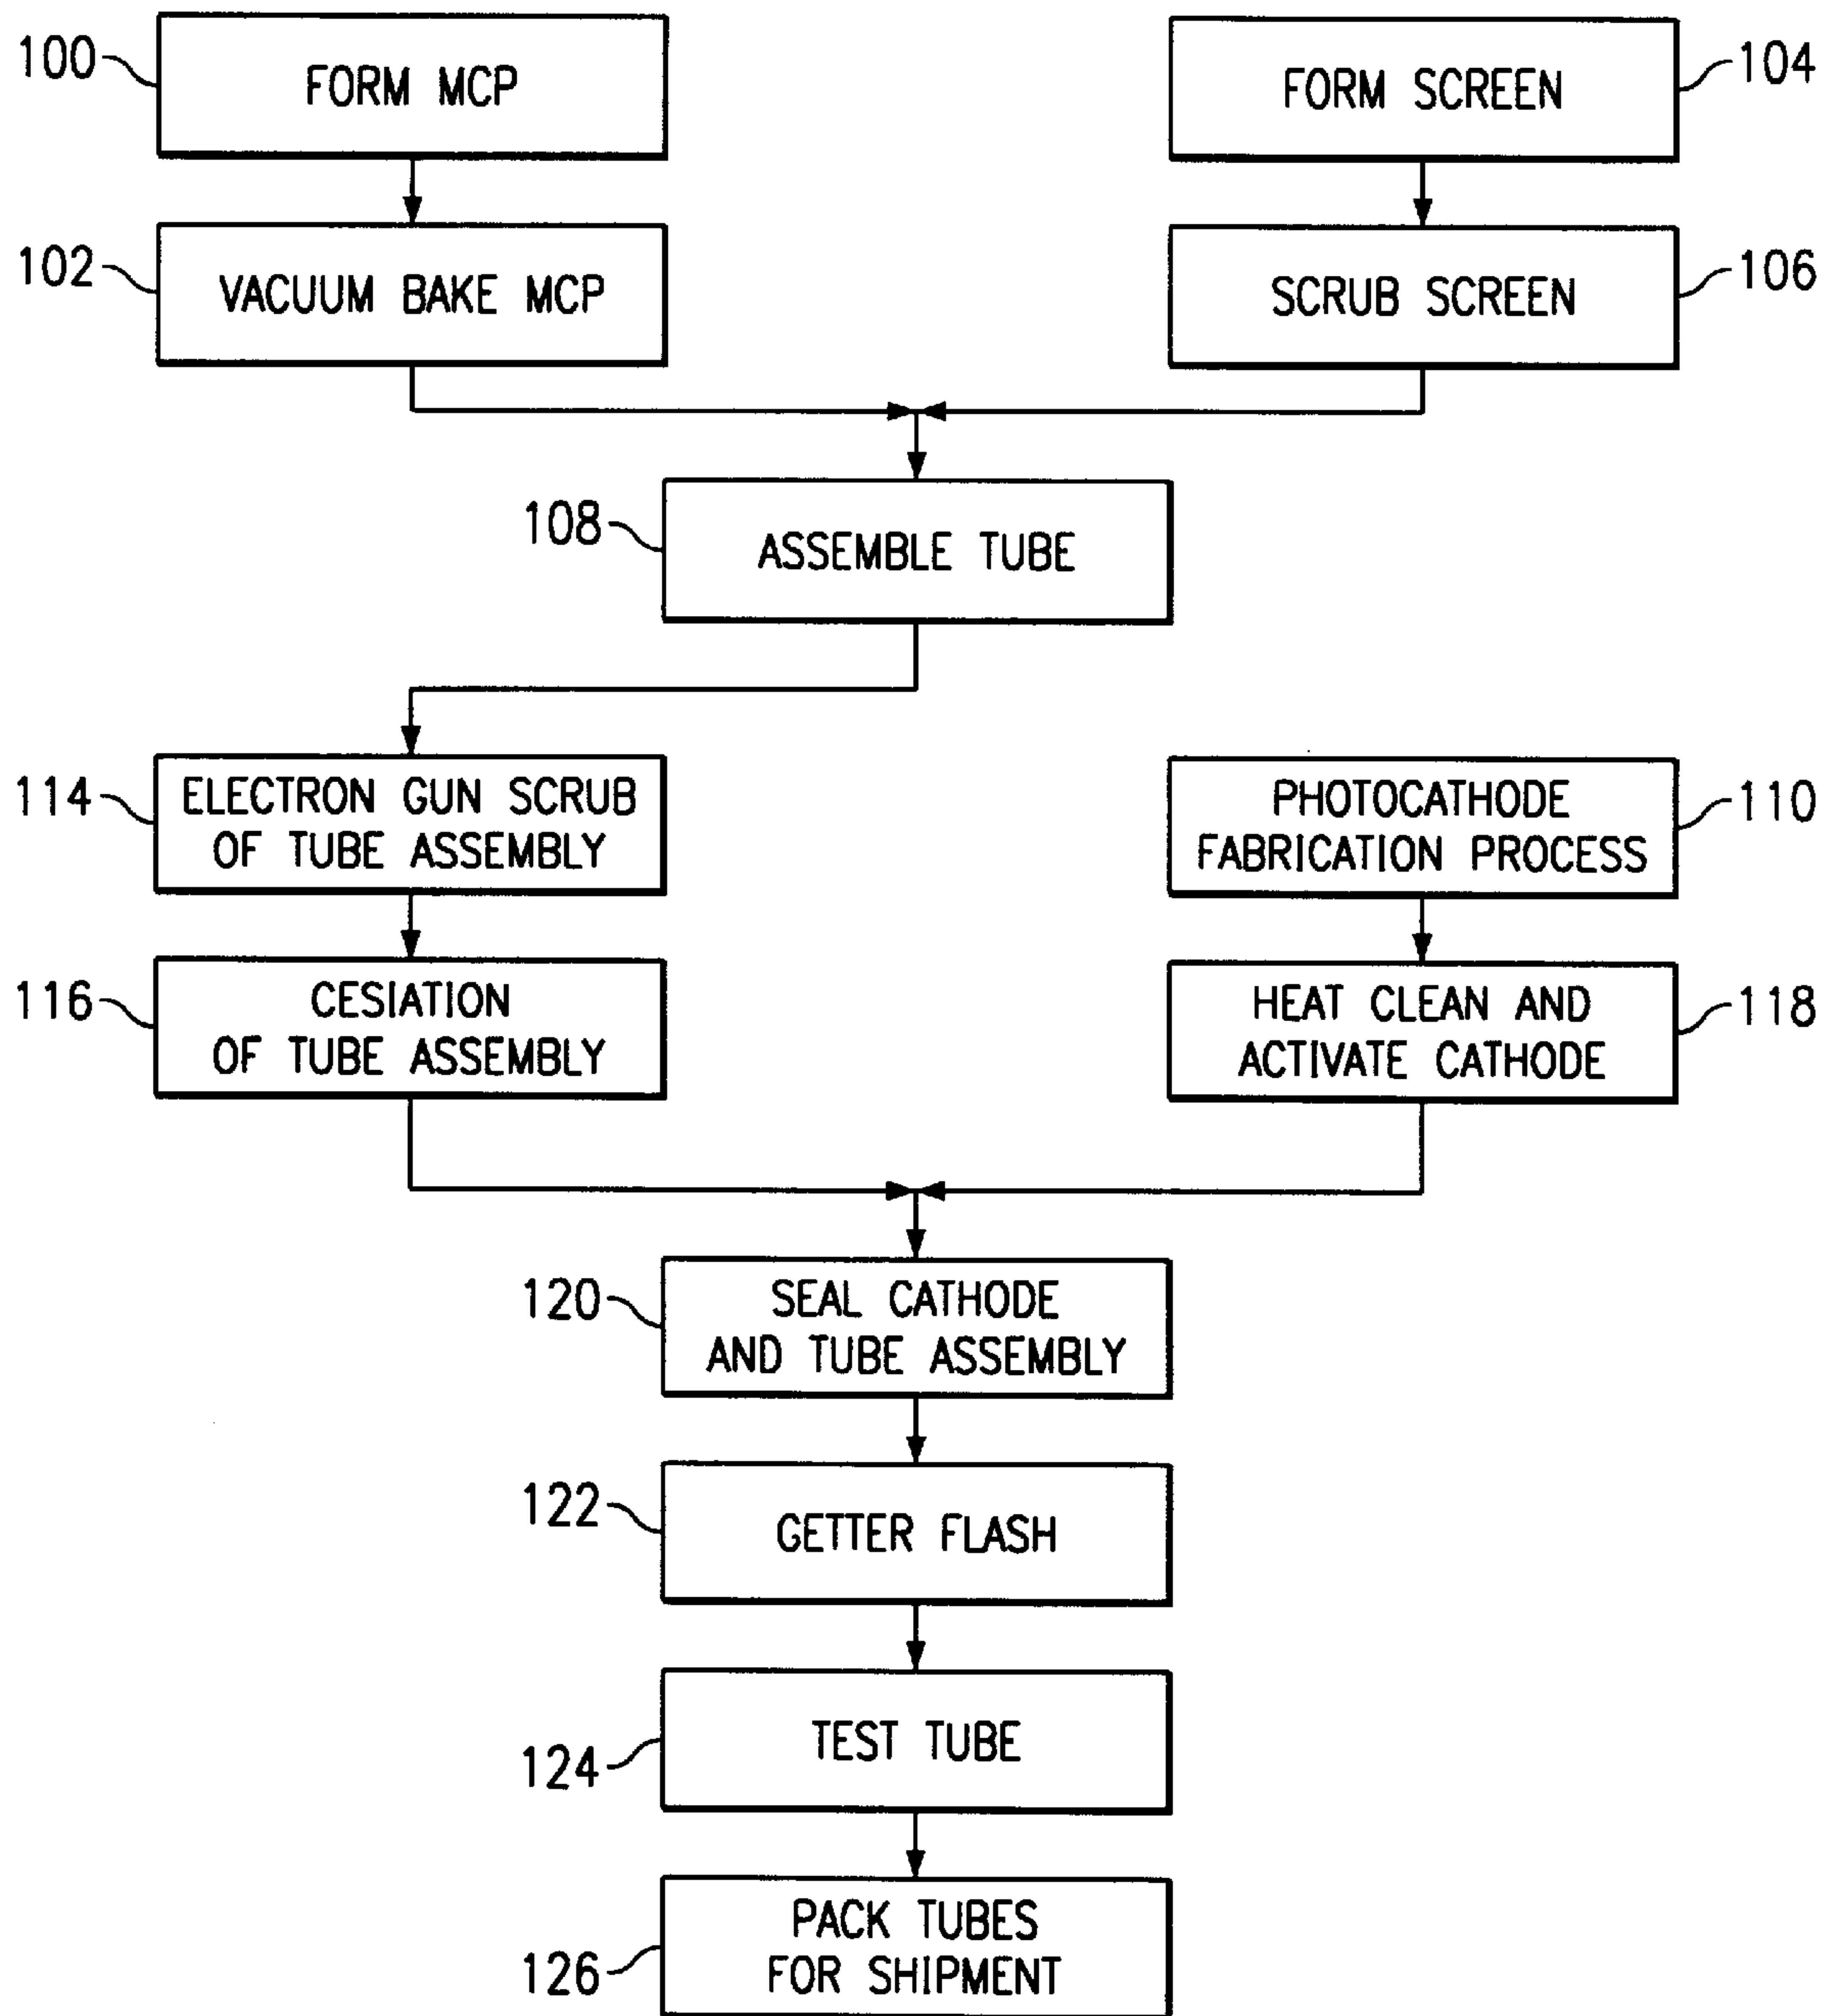 100
FORM MCP
FORM SCREEN
104
102
VACUUM BAKE MCP
SCRUB SCREEN
106
108
ASSEMBLE TUBE
114
ELECTRON GUN SCRUB
OF TUBE ASSEMBLY
PHOTOCATHODE
FABRICATION PROCESS
110
116
CESIATION
OF TUBE ASSEMBLY
HEAT CLEAN AND
ACTIVATE CATHODE
118
120
SEAL CATHODE
AND TUBE ASSEMBLY
122
GETTER FLASH
124
TEST TUBE
126
PACK TUBES
FOR SHIPMENT